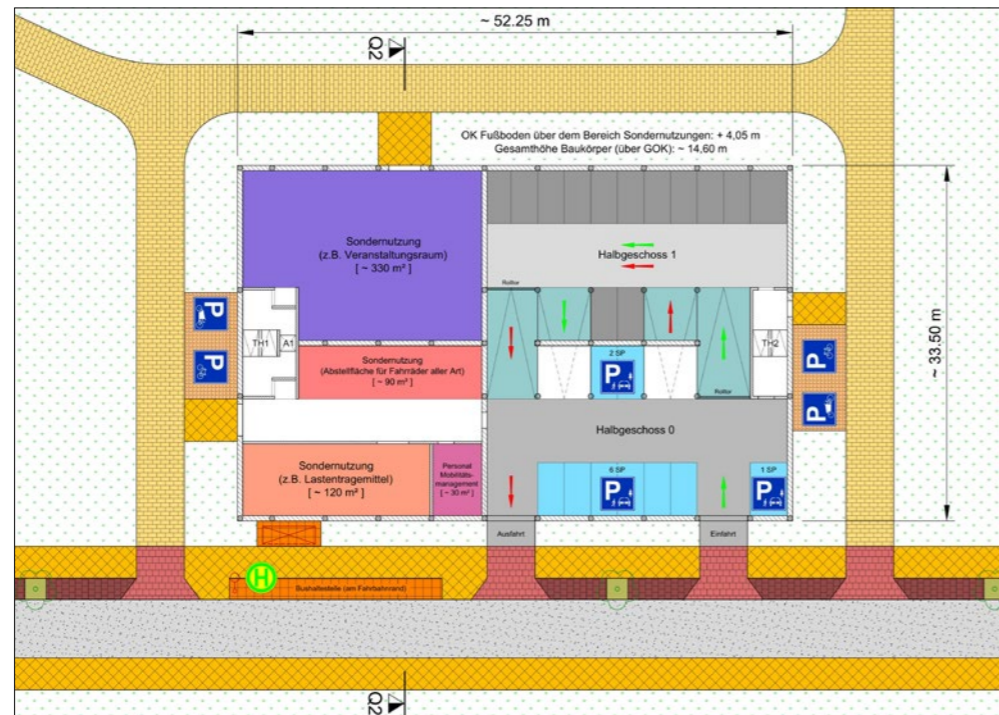 ~ 52.25 m
Q2
OK Fußboden über dem Bereich Sondernutzungen: + 4,05 m
Gesamthöhe Baukörper (über GOK): ~ 14,60 m
Sondernutzung
(z.B. Veranstaltungsraum)
[ ~ 330 m² ]
Halbgeschoss 1
Rolltor
~ 33.50 m
P
P
TH1
A1
TH2
Sondernutzung
(Abstellfläche für Fahrräder aller Art)
[ ~ 90 m² ]
2 SP
P
Rolltor
P
P
Halbgeschoss 0
Sondernutzung
(z.B. Lastentragemittel)
[ ~ 120 m² ]
Personal
Mobilitäts-
management
[ ~ 30 m² ]
6 SP
P
1 SP
P
Ausfahrt
Einfahrt
H
Bushaltestelle (am Fahrbahnrand)
Q2